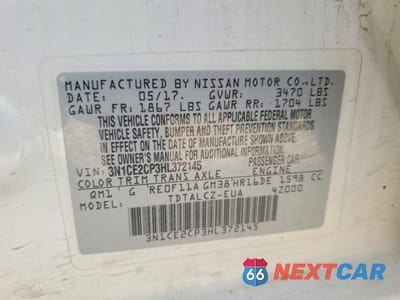 MANUFACTURED BY NISSAN MOTOR CO.,LTD.
DATE: 05/17. GVWR: 3470 LBS
GAWR FR: 1867 LBS GAWR RR: 1704 LBS
THIS VEHICLE CONFORMS TO ALL APPLICABLE FEDERAL MOTOR
VEHICLE SAFETY, BUMPER AND THEFT PREVENTION STANDARDS
IN EFFECT ON THE DATE OF MANUFACTURE SHOWN ABOVE.
SEE OWNER'S MANUAL FOR ADDITIONAL INFORMATION.
VIN: 3N1CE2CP3HL372145 PASSENGER CAR
COLOR TRIM TRANS AXLE ENGINE
QM1 G RE0F11A GM38 HR16DE 1598 CC
TDTALCZ-EUA 4Z000
3N1CE2CP3HL372145
66 NEXTCAR